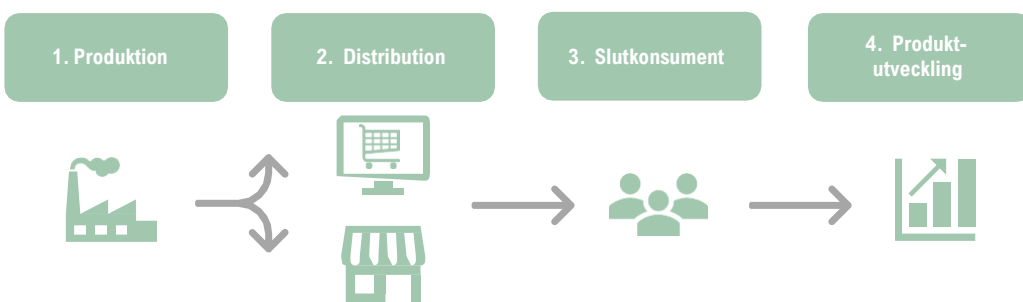 1. Produktion
2. Distribution
3. Slutkonsument
4. Produkt-
utveckling